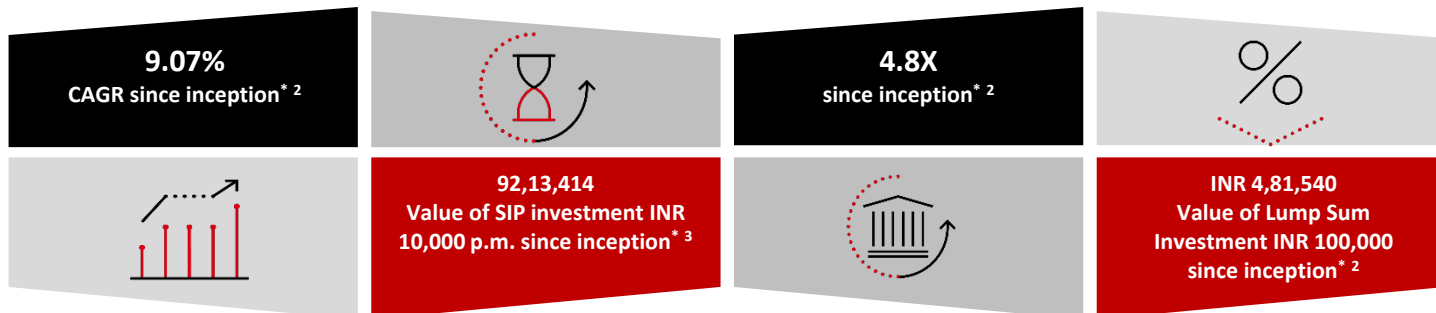 9.07%
CAGR since inception* 2
4.8X
since inception* 2
92,13,414
Value of SIP investment INR
10,000 p.m. since inception* 3
INR 4,81,540
Value of Lump Sum
Investment INR 100,000
since inception* 2